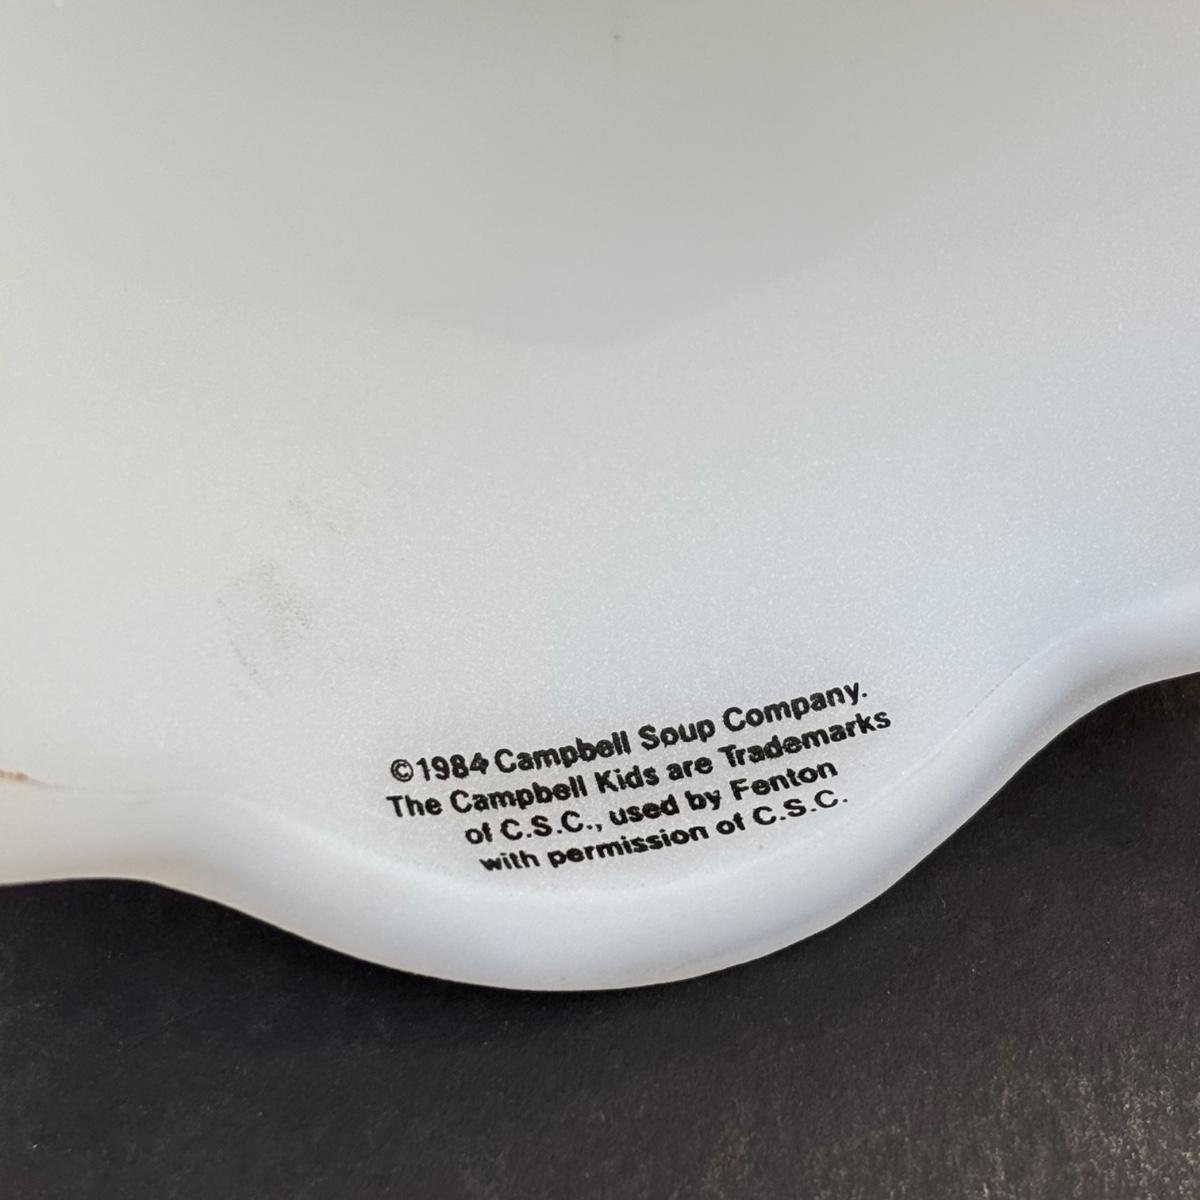 ©1984 Campbell Soup Company.
The Campbell Kids are Trademarks
of C.S.C., used by Fenton
with permission of C.S.C.